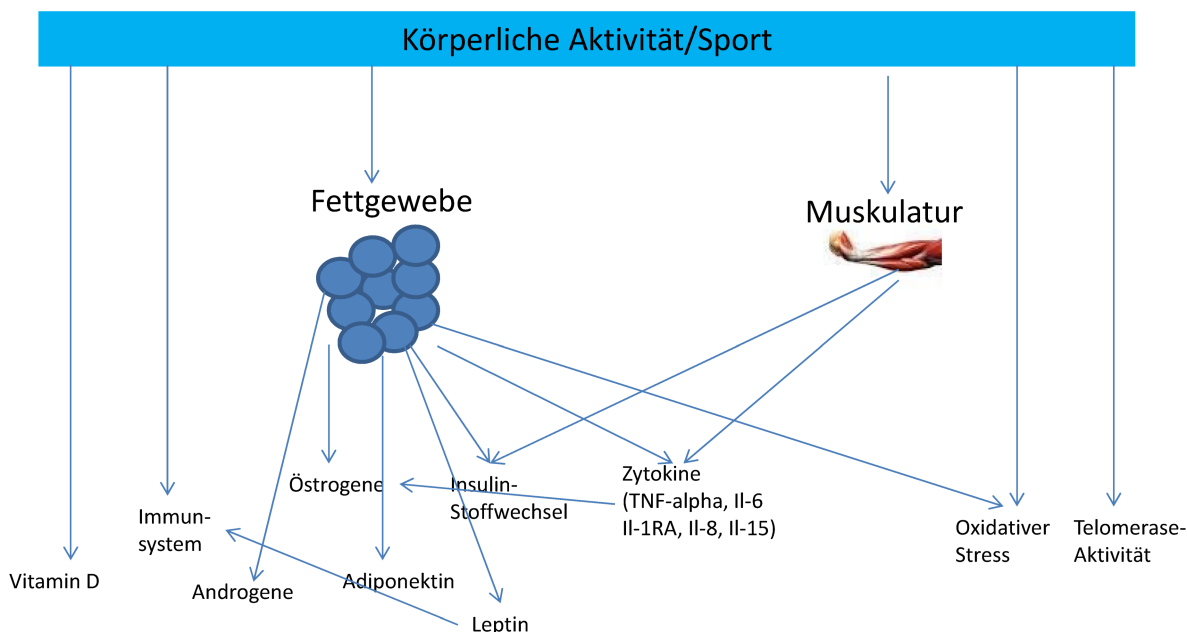 Körperliche Aktivität/Sport
Fettgewebe
Muskulatur
Östrogene
Insulin-
Stoffwechsel
Zytokine
(TNF-alpha, Il-6
Il-1RA, Il-8, Il-15)
Immun-
system
Oxidativer
Stress
Telomerase-
Aktivität
Vitamin D
Androgene
Adiponektin
Leptin